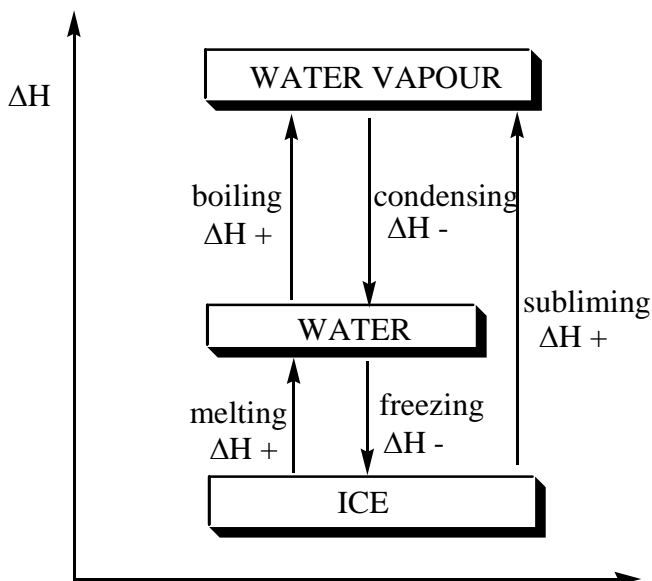 WATER VAPOUR
ΔH
boiling
ΔH +
condensing
ΔH -
subliming
ΔH +
WATER
melting
ΔH +
freezing
ΔH -
ICE